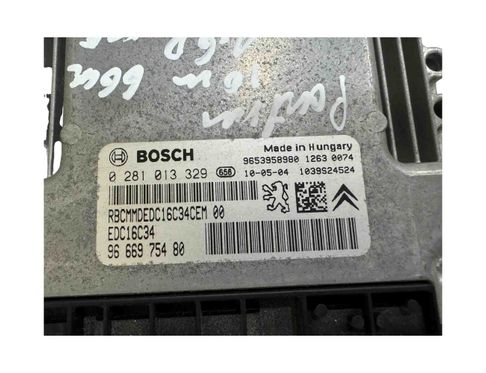 BOSCH
Made in Hungary
9653958980 1263 0074
0 281 013 329 658 10-05-04 1039S24524
RBCMMDEDC16C34CEM 00
EDC16C34
96 669 754 80